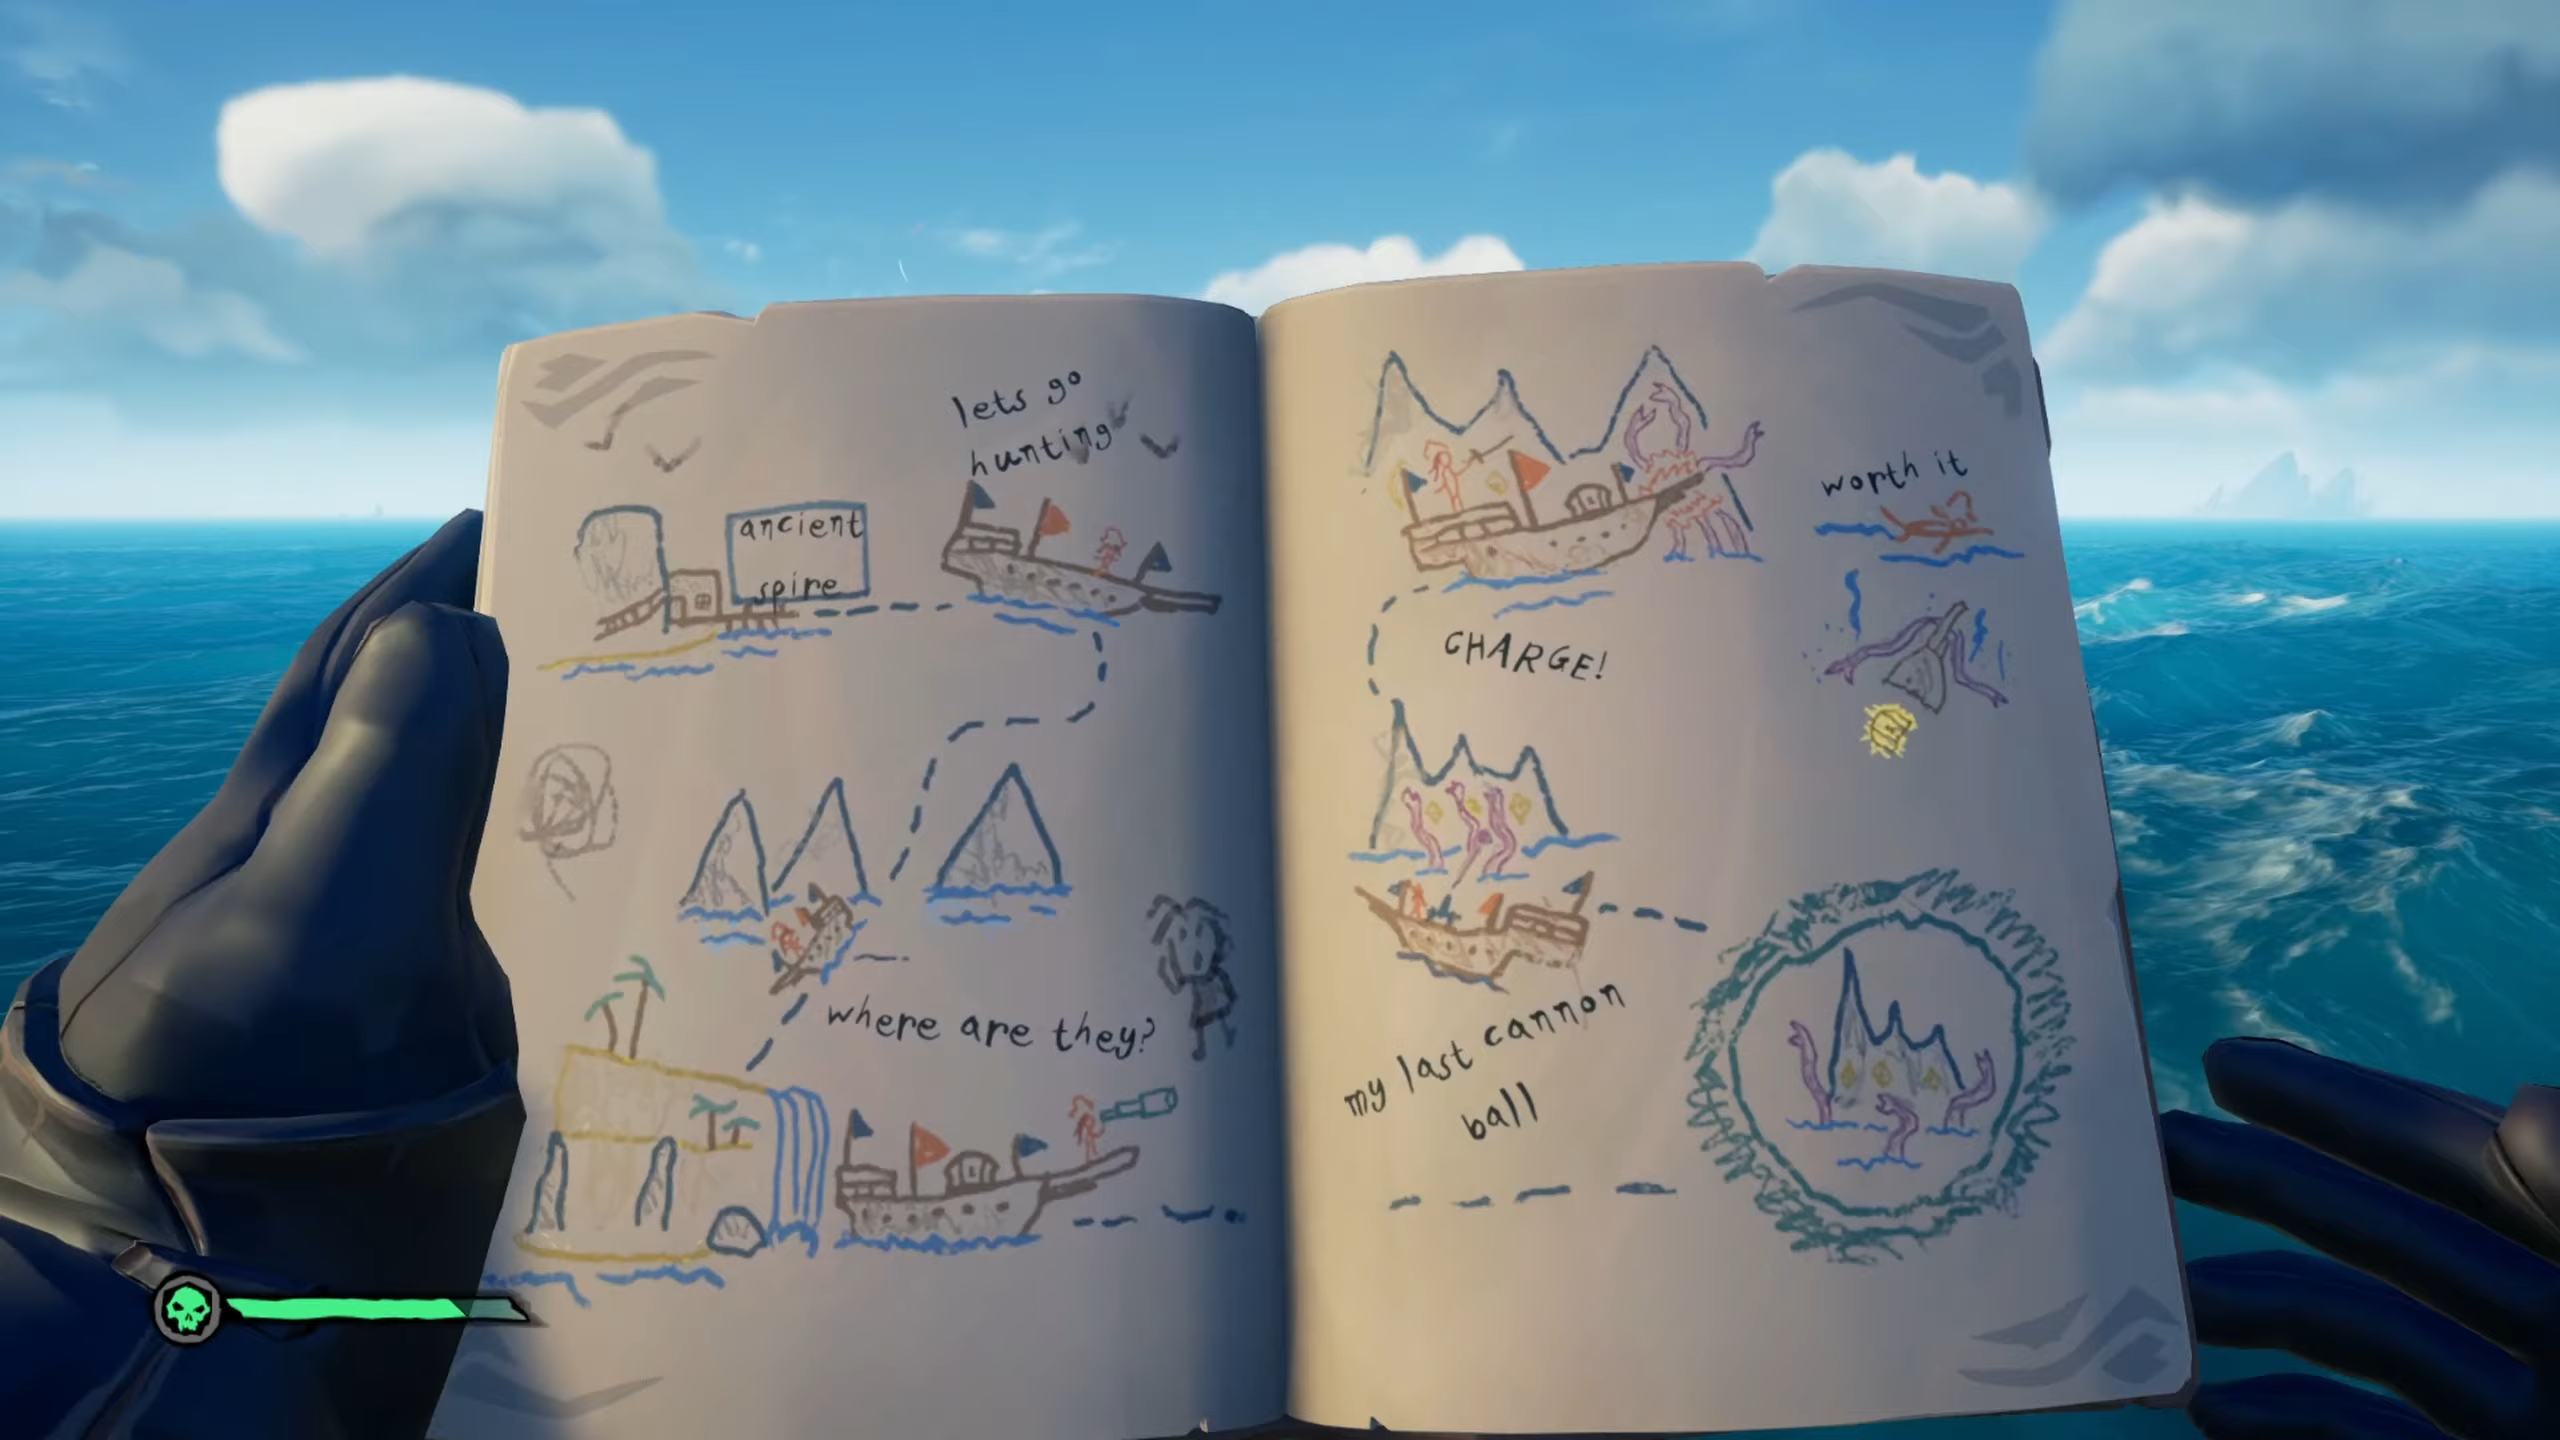 lets go
hunting
ancient
spire
where are they?
worth it
CHARGE!
my last cannon
ball